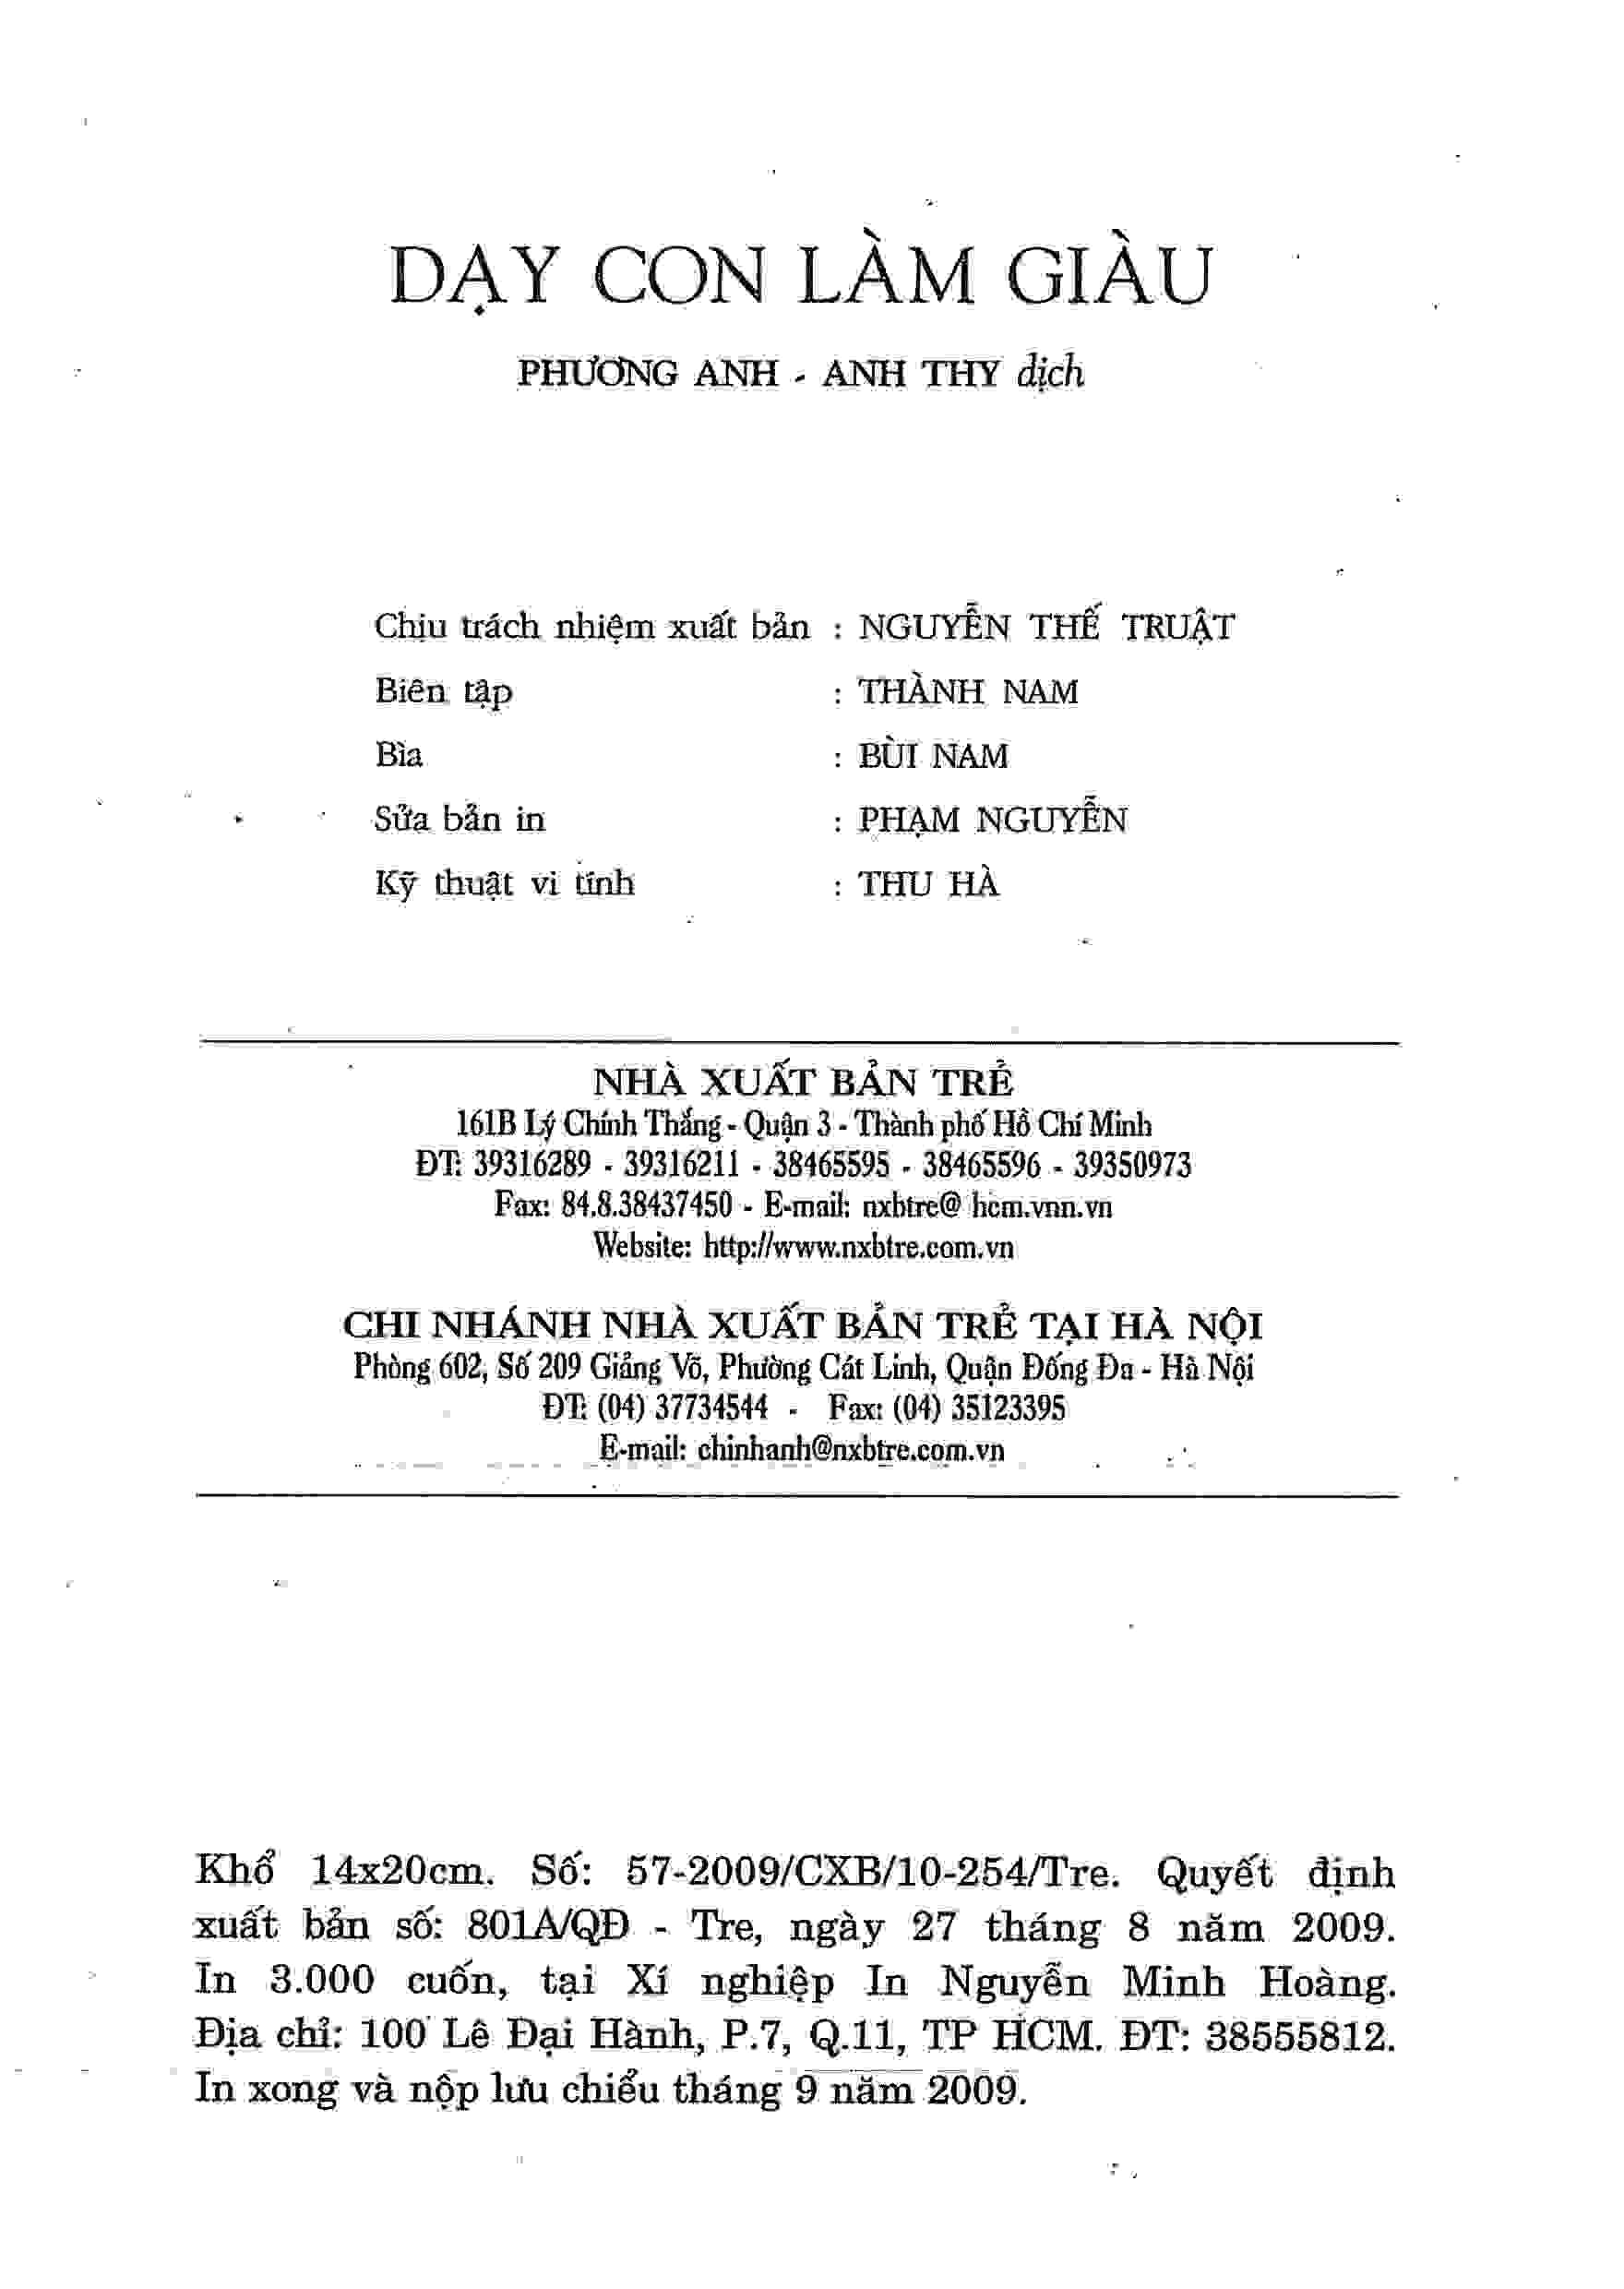 DẠY CON LÀM GIÀU
PHƯƠNG ANH - ANH THY dịch
Chịu trách nhiệm xuất bản : NGUYỄN THẾ TRUẬT
Biên tập : THÀNH NAM
Bìa : BÙI NAM
Sửa bản in : PHẠM NGUYỄN
Kỹ thuật vi tính : THU HÀ
NHÀ XUẤT BẢN TRẺ
161B Lý Chính Thắng - Quận 3 - Thành phố Hồ Chí Minh
ĐT: 39316289 - 39316211 - 38465595 - 38465596 - 39350973
Fax: 84.8.38437450 - E-mail: nxbtre@ hcm.vnn.vn
Website: http://www.nxbtre.com.vn
CHI NHÁNH NHÀ XUẤT BẢN TRẺ TẠI HÀ NỘI
Phòng 602, Số 209 Giảng Võ, Phường Cát Linh, Quận Đống Đa - Hà Nội
ĐT: (04) 37734544 - Fax: (04) 35123395
E-mail: chinhanh@nxbtre.com.vn
Khổ 14x20cm. Số: 57-2009/CXB/10-254/Tre. Quyết định
xuất bản số: 801A/QĐ - Tre, ngày 27 tháng 8 năm 2009.
In 3.000 cuốn, tại Xí nghiệp In Nguyễn Minh Hoàng.
Địa chỉ: 100 Lê Đại Hành, P.7, Q.11, TP HCM. ĐT: 38555812.
In xong và nộp lưu chiểu tháng 9 năm 2009.